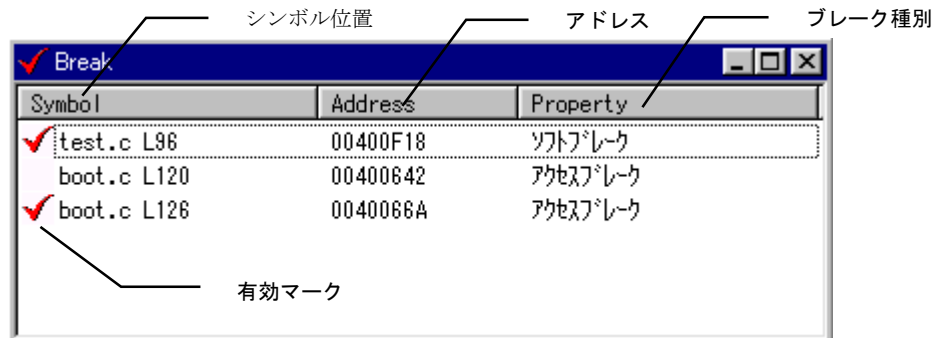 シンボル位置 アドレス ブレーク種別
Break
Symbol Address Property
test.c L96 00400F18 ｿﾌﾄﾌﾞﾚｰｸ
boot.c L120 00400642 ｱｸｾｽﾌﾞﾚｰｸ
boot.c L126 0040066A ｱｸｾｽﾌﾞﾚｰｸ
有効マーク